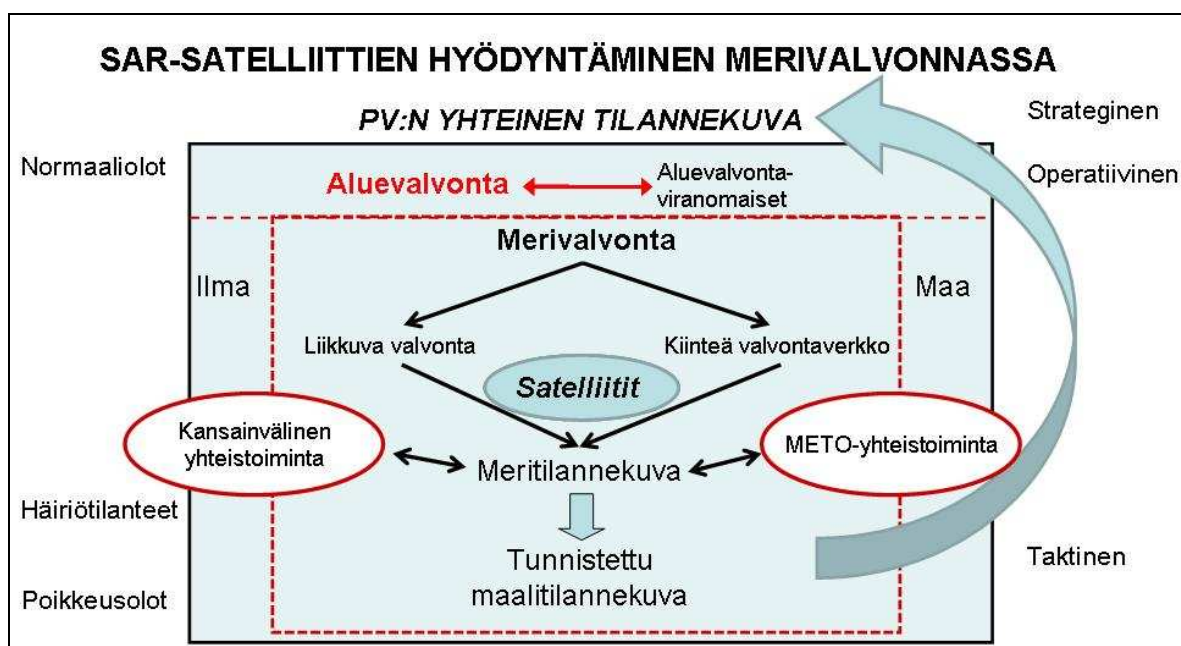 SAR-SATELLIITTIEN HYÖDYNTÄMINEN MERIVALVONNASSA
PV:N YHTEINEN TILANNEKUVA
Strateginen
Normaaliolot
Aluevalvonta
Aluevalvonta-
viranomaiset
Operatiivinen
Merivalvonta
Ilma
Maa
Liikkuva valvonta
Kiinteä valvontaverkko
Satelliitit
Kansainvälinen
yhteistoiminta
METO-yhteistoiminta
Meritilannekuva
Häiriötilanteet
Tunnistettu
maalitilannekuva
Taktinen
Poikkeusolot